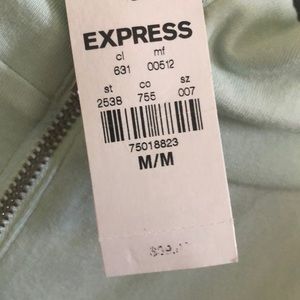 EXPRESS
cl mf
631 00512
st co sz
2538 755 007
75018823
M/M